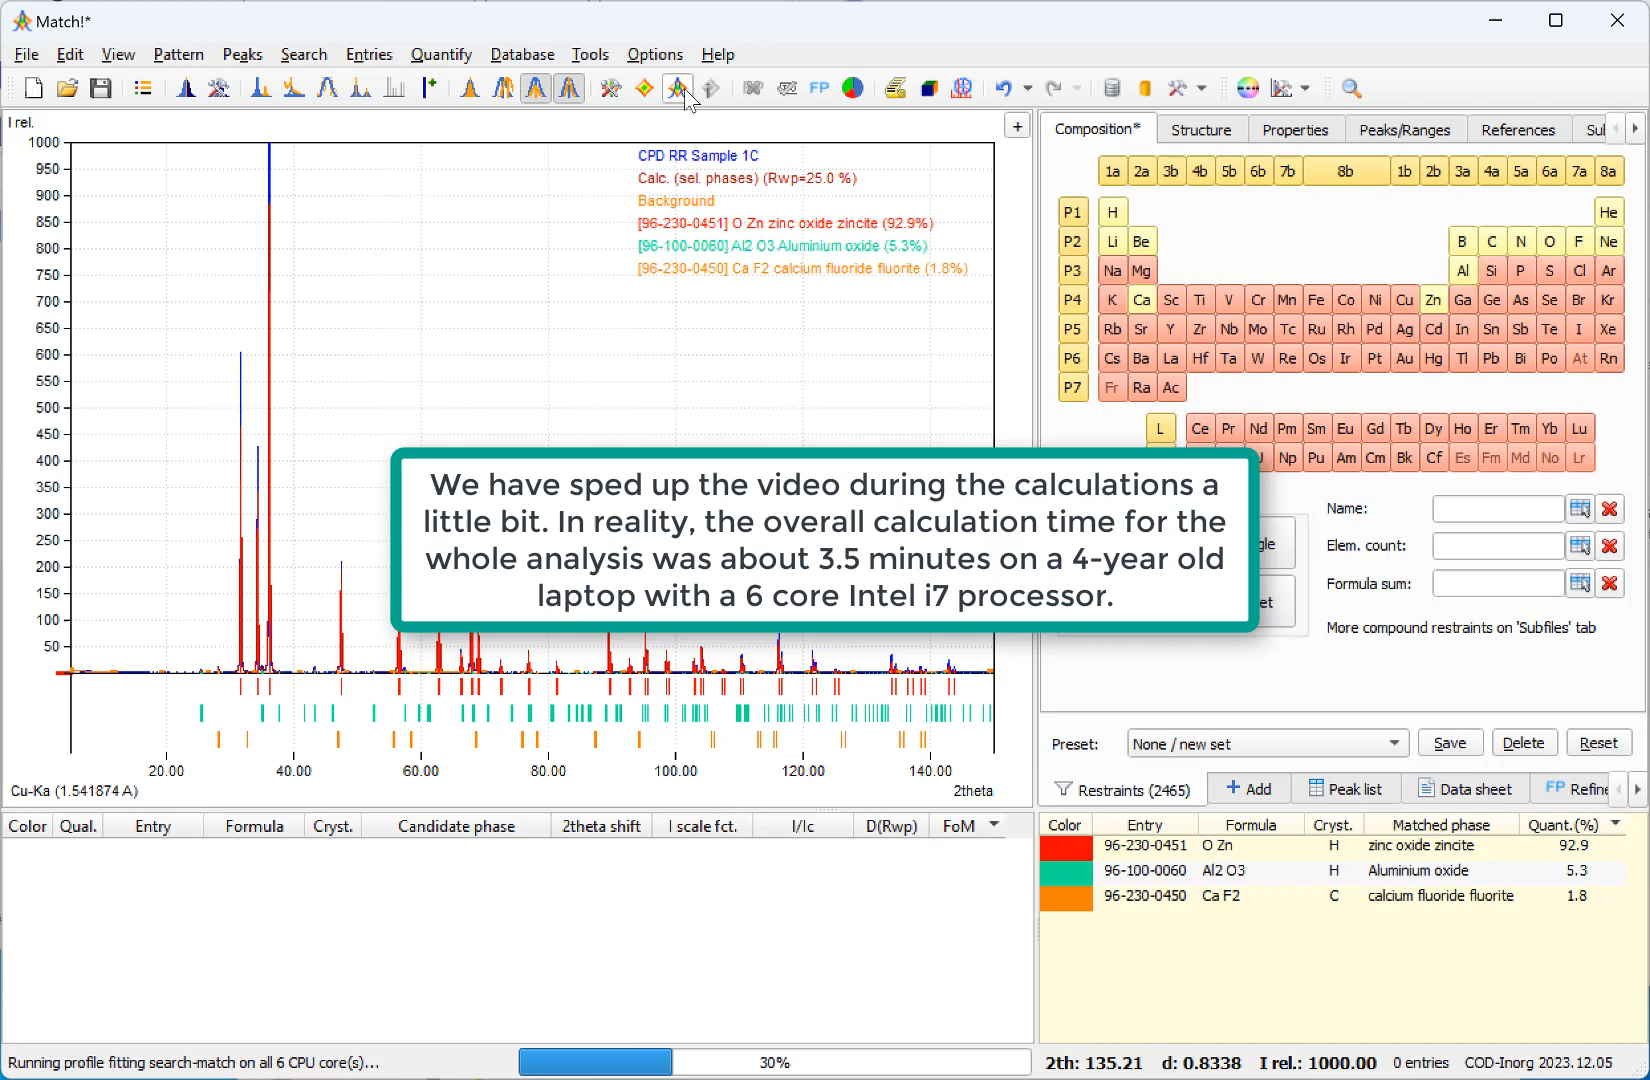 Match!*
File Edit View Pattern Peaks Search Entries Quantify Database Tools Options Help
FP
I rel.
1000
950
900
850
800
750
700
650
600
550
500
450
400
350
300
250
200
150
100
50
CPD RR Sample 1C
Calc. (sel. phases) (Rwp=25.0 %)
Background
[96-230-0451] O Zn zinc oxide zincite (92.9%)
[96-100-0060] Al2 O3 Aluminium oxide (5.3%)
[96-230-0450] Ca F2 calcium fluoride fluorite (1.8%)
20.00 40.00 60.00 80.00 100.00 120.00 140.00
Cu-Ka (1.541874 A) 2theta
Composition* Structure Properties Peaks/Ranges References Sul
1a 2a 3b 4b 5b 6b 7b 8b 1b 2b 3a 4a 5a 6a 7a 8a
P1 H He
P2 Li Be B C N O F Ne
P3 Na Mg Al Si P S Cl Ar
P4 K Ca Sc Ti V Cr Mn Fe Co Ni Cu Zn Ga Ge As Se Br Kr
P5 Rb Sr Y Zr Nb Mo Tc Ru Rh Pd Ag Cd In Sn Sb Te I Xe
P6 Cs Ba La Hf Ta W Re Os Ir Pt Au Hg Tl Pb Bi Po At Rn
P7 Fr Ra Ac
L Ce Pr Nd Pm Sm Eu Gd Tb Dy Ho Er Tm Yb Lu
Np Pu Am Cm Bk Cf Es Fm Md No Lr
We have sped up the video during the calculations a
little bit. In reality, the overall calculation time for the
whole analysis was about 3.5 minutes on a 4-year old
laptop with a 6 core Intel i7 processor.
gle
et
Name:
Elem. count:
Formula sum:
More compound restraints on 'Subfiles' tab
Preset: None / new set Save Delete Reset
Restraints (2465) Add Peak list Data sheet FP Refine
Color Qual. Entry Formula Cryst. Candidate phase 2theta shift I scale fct. I/Ic D(Rwp) FoM
Color Entry Formula Cryst. Matched phase Quant.(%)
96-230-0451 O Zn H zinc oxide zincite 92.9
96-100-0060 Al2 O3 H Aluminium oxide 5.3
96-230-0450 Ca F2 C calcium fluoride fluorite 1.8
Running profile fitting search-match on all 6 CPU core(s)... 30% 2th: 135.21 d: 0.8338 I rel.: 1000.00 0 entries COD-Inorg 2023.12.05